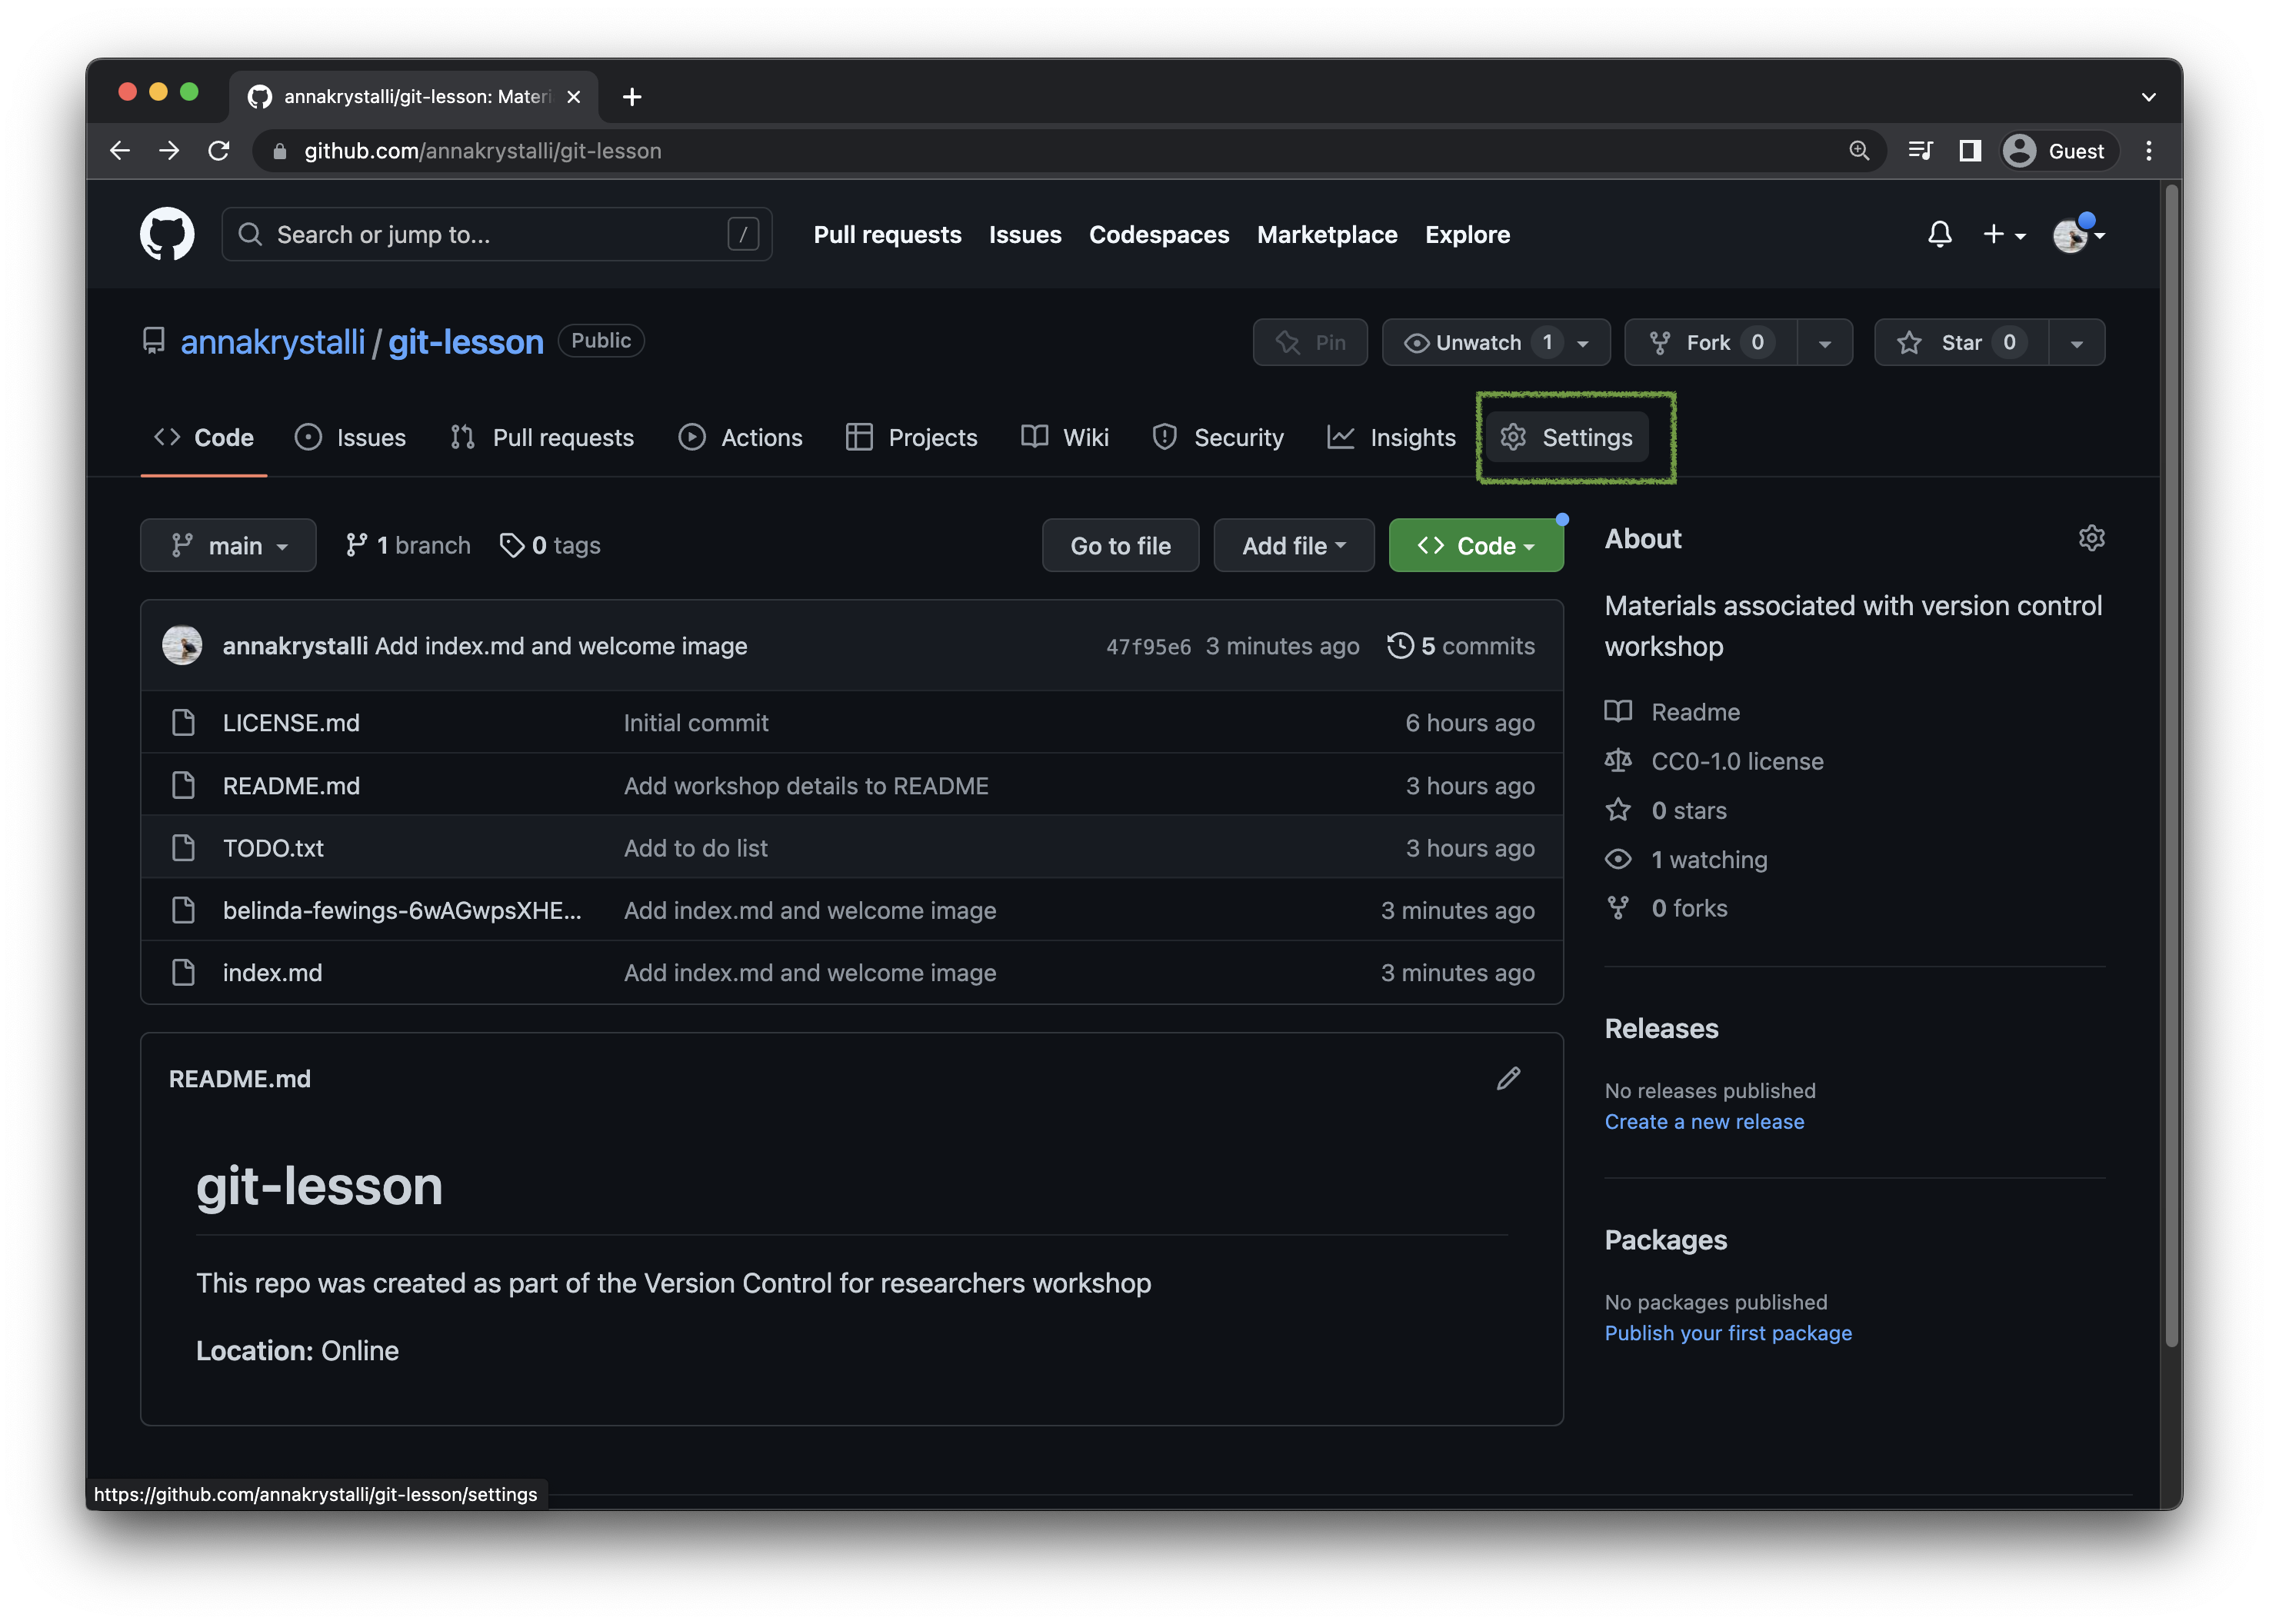 annakrystalli/git-lesson: Materi
github.com/annakrystalli/git-lesson
Guest
Search or jump to...
/
Pull requests
Issues
Codespaces
Marketplace
Explore
annakrystalli / git-lesson
Public
Pin
Unwatch 1
Fork 0
Star 0
Code
Issues
Pull requests
Actions
Projects
Wiki
Security
Insights
Settings
main
1 branch
0 tags
Go to file
Add file
Code
annakrystalli Add index.md and welcome image
47f95e6 3 minutes ago
5 commits
LICENSE.md Initial commit 6 hours ago
README.md Add workshop details to README 3 hours ago
TODO.txt Add to do list 3 hours ago
belinda-fewings-6wAGwpsXHE... Add index.md and welcome image 3 minutes ago
index.md Add index.md and welcome image 3 minutes ago
README.md
git-lesson
This repo was created as part of the Version Control for researchers workshop
Location: Online
About
Materials associated with version control
workshop
Readme
CC0-1.0 license
0 stars
1 watching
0 forks
Releases
No releases published
Create a new release
Packages
No packages published
Publish your first package
https://github.com/annakrystalli/git-lesson/settings